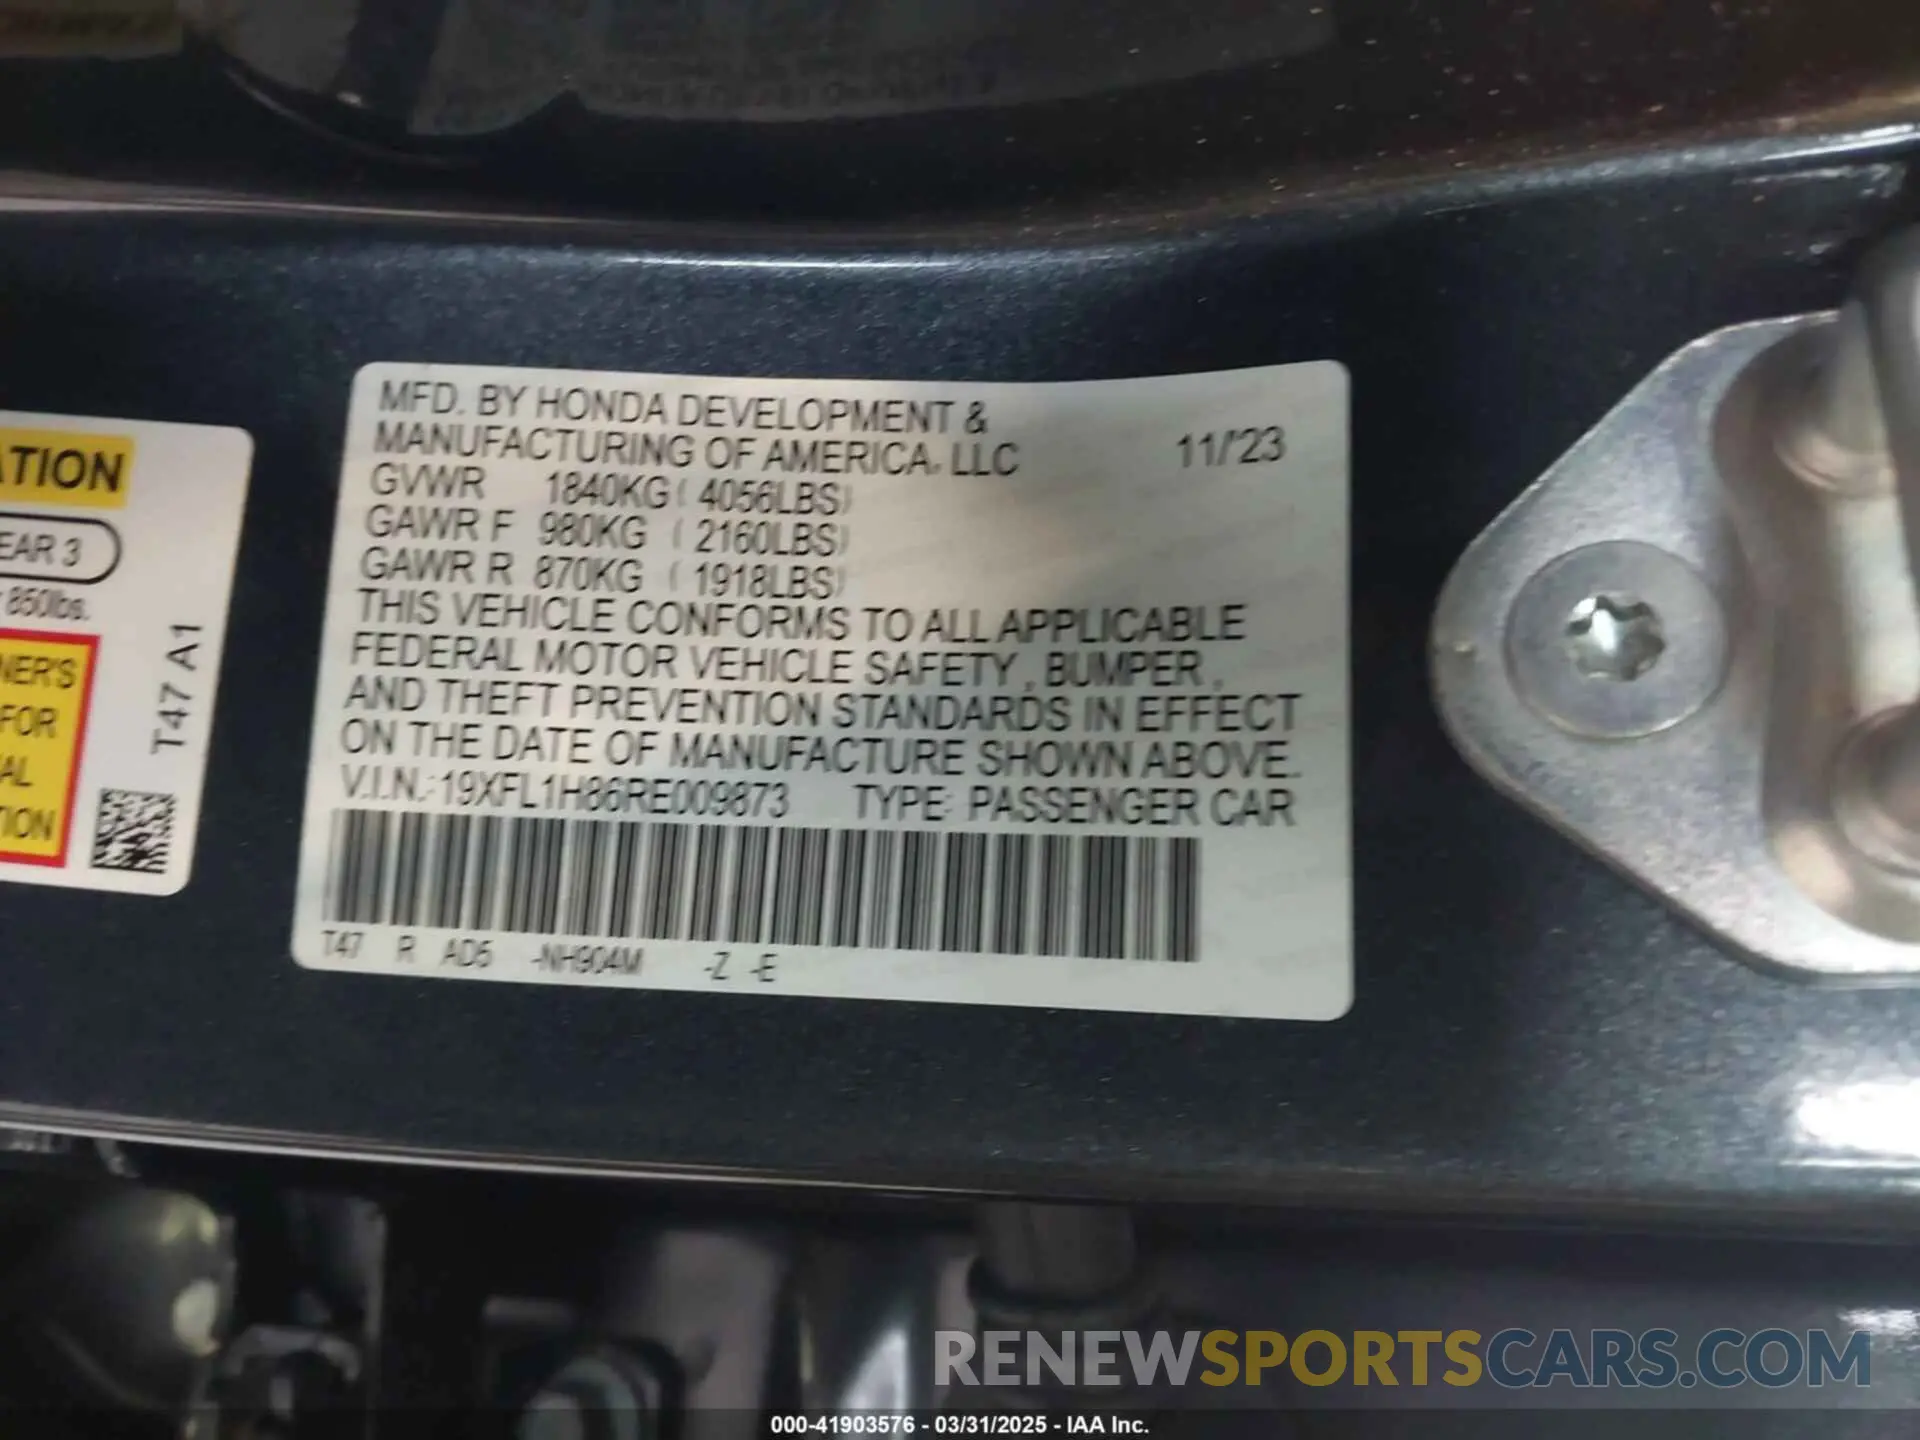 MFD. BY HONDA DEVELOPMENT &
MANUFACTURING OF AMERICA, LLC 11/'23
GVWR 1840KG ( 4056LBS)
GAWR F 980KG ( 2160LBS)
GAWR R 870KG ( 1918LBS)
THIS VEHICLE CONFORMS TO ALL APPLICABLE
FEDERAL MOTOR VEHICLE SAFETY , BUMPER ,
AND THEFT PREVENTION STANDARDS IN EFFECT
ON THE DATE OF MANUFACTURE SHOWN ABOVE.
V.I.N.:19XFL1H86RE009873 TYPE: PASSENGER CAR
T47 R AD5 -NH904M -Z -E
ATION
EAR 3
850lbs.
NER'S
FOR
AL
TION
T47 A1
RENEWSPORTSCARS.COM
000-41903576 - 03/31/2025 - IAA Inc.